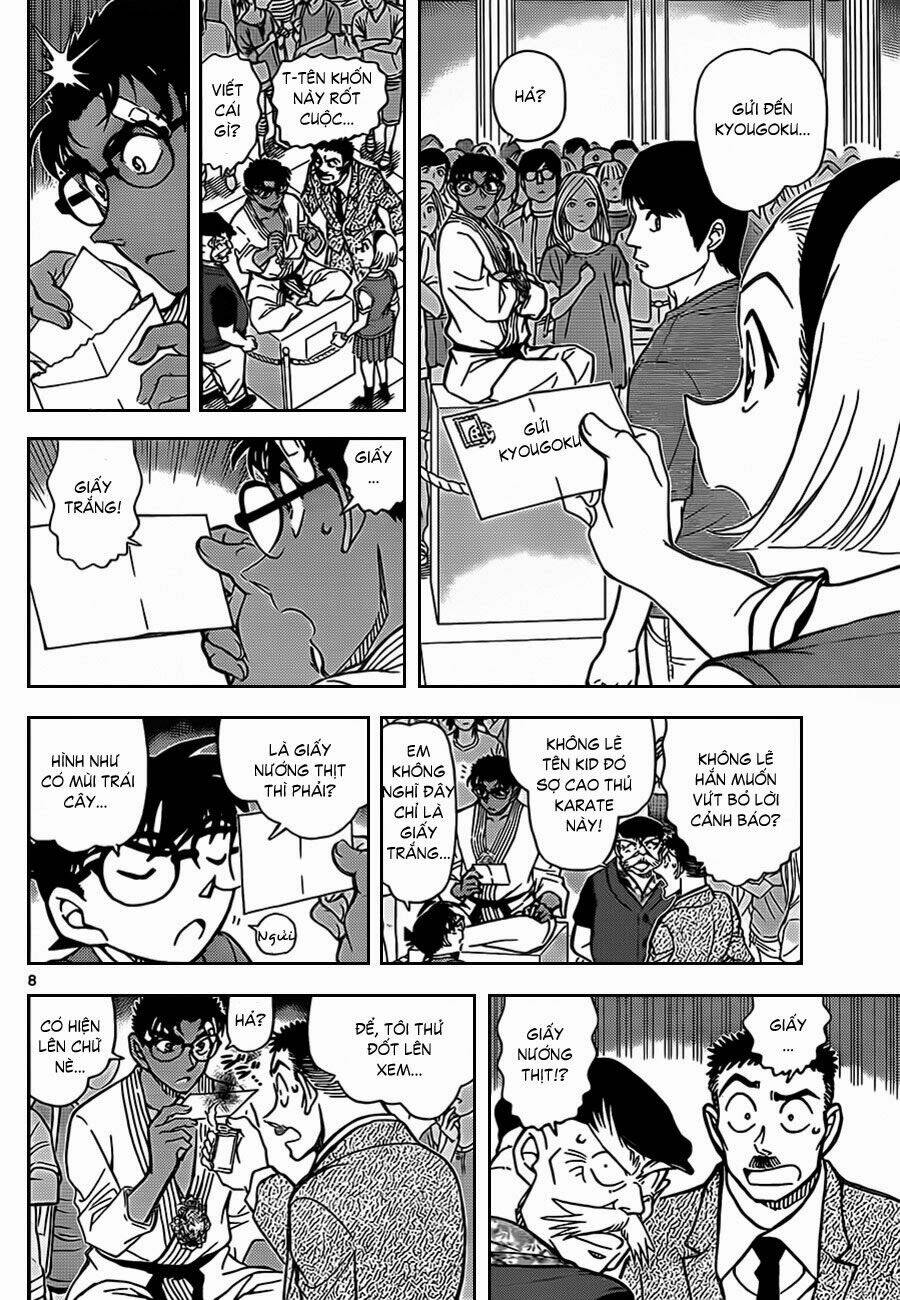 GỬI ĐẾN
KYOUGOKU...
HÁ?
GỬI
KYOUGOKU
T-TÊN KHỐN
NÀY RỐT
CUỘC...
VIẾT
CÁI
GÌ?
GIẤY
...
GIẤY
TRẮNG!
KHÔNG LẼ
HẮN MUỐN
VỨT BỎ LỜI
CẢNH BÁO?
KHÔNG LẼ
TÊN KID ĐÓ
SỢ CAO THỦ
KARATE
NÀY!
EM
KHÔNG
NGHĨ ĐÂY
CHỈ LÀ
GIẤY
TRẮNG...
LÀ GIẤY
NƯỚNG THỊT
THÌ PHẢI?
HÌNH NHƯ
CÓ MÙI TRÁI
CÂY...
Ngửi
8
GIẤY
...
GIẤY
NƯỚNG
THỊT!?
ĐỂ, TÔI THỬ
ĐỐT LÊN
XEM...
HÁ?
CÓ HIỆN
LÊN CHỮ
NÈ...